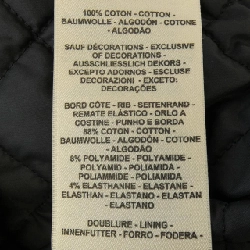 100% COTON - COTTON -
BAUMWOLLE - ALGODÓN - COTONE
- ALGODÃO
SAUF DÉCORATIONS - EXCLUSIVE
OF DECORATIONS -
AUSSCHLIESSLICH DEKORS -
EXCEPTO ADORNOS - ESCLUSE
DECORAZIONI - EXCETO:
DECORAÇÕES
BORD CÔTE - RIB - SEITENRAND -
REMATE ELÁSTICO - ORLO A
COSTINE - PUNHO E BORDA
88% COTON - COTTON -
BAUMWOLLE - ALGODÓN - COTONE
- ALGODÃO
8% POLYAMIDE - POLYAMIDE -
POLYAMID - POLIAMIDA -
POLIAMMIDE - POLIAMIDA
4% ELASTHANNE - ELASTANE -
ELASTHAN - ELASTANO - ELASTAN
- ELASTANO
DOUBLURE - LINING -
INNENFUTTER - FORRO - FODERA -